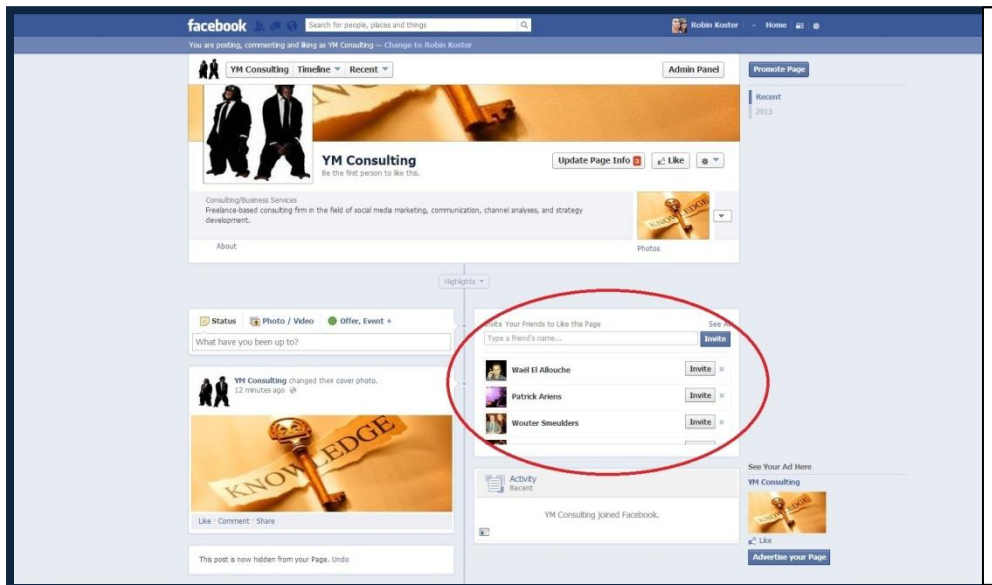 facebook
Search for people, places and things
Robin Koster
Home
You are posting, commenting and liking as YM Consulting — Change to Robin Koster
YM Consulting
Timeline
Recent
Admin Panel
Promote Page
Recent
2013
YM Consulting
Be the first person to like this.
Update Page Info 3
Like
Consulting/Business Services
Freelance-based consulting firm in the field of social media marketing, communication, channel analyses, and strategy
development.
KNOW EDGE
About
Photos
Highlights
Status
Photo / Video
Offer, Event +
What have you been up to?
Invite Your Friends to Like this Page
See All
Type a friend's name...
Invite
Waël El Allouche
Invite
Patrick Ariens
Invite
Wouter Smeulders
Invite
YM Consulting changed their cover photo.
12 minutes ago
KNOW LEDGE
Like · Comment · Share
Activity
Recent
YM Consulting joined Facebook.
This post is now hidden from your Page. Undo
See Your Ad Here
YM Consulting
Like
Advertise your Page